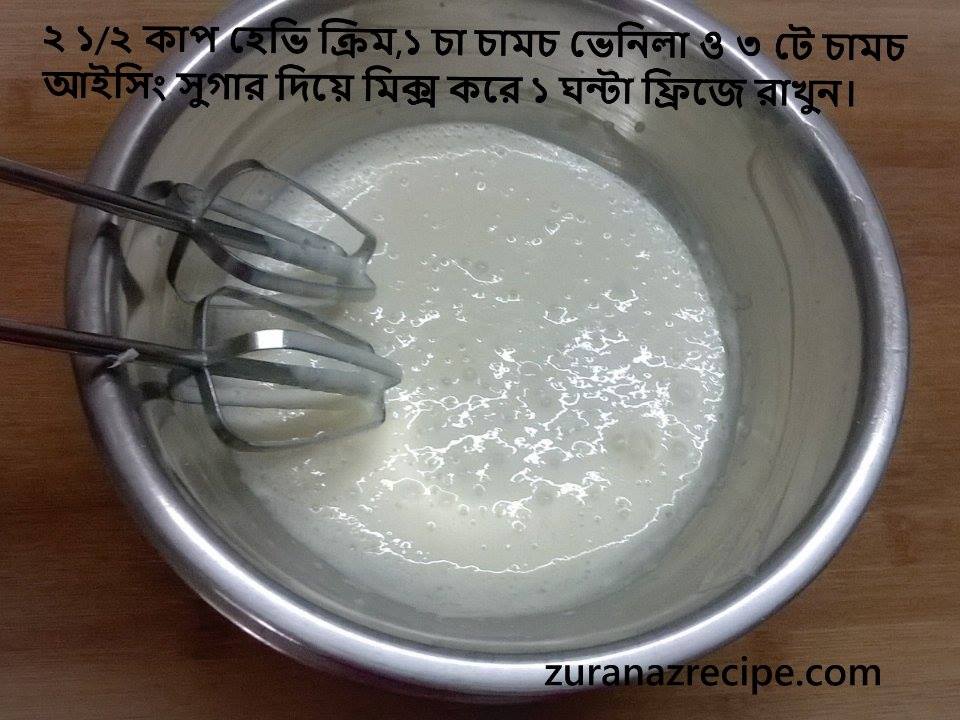 ২ ১/২ কাপ হেভি ক্রিম,১ চা চামচ ভেনিলা ও ৩ টে চামচ
আইসিং সুগার দিয়ে মিক্স করে ১ ঘন্টা ফ্রিজে রাখুন।
zuranazrecipe.com